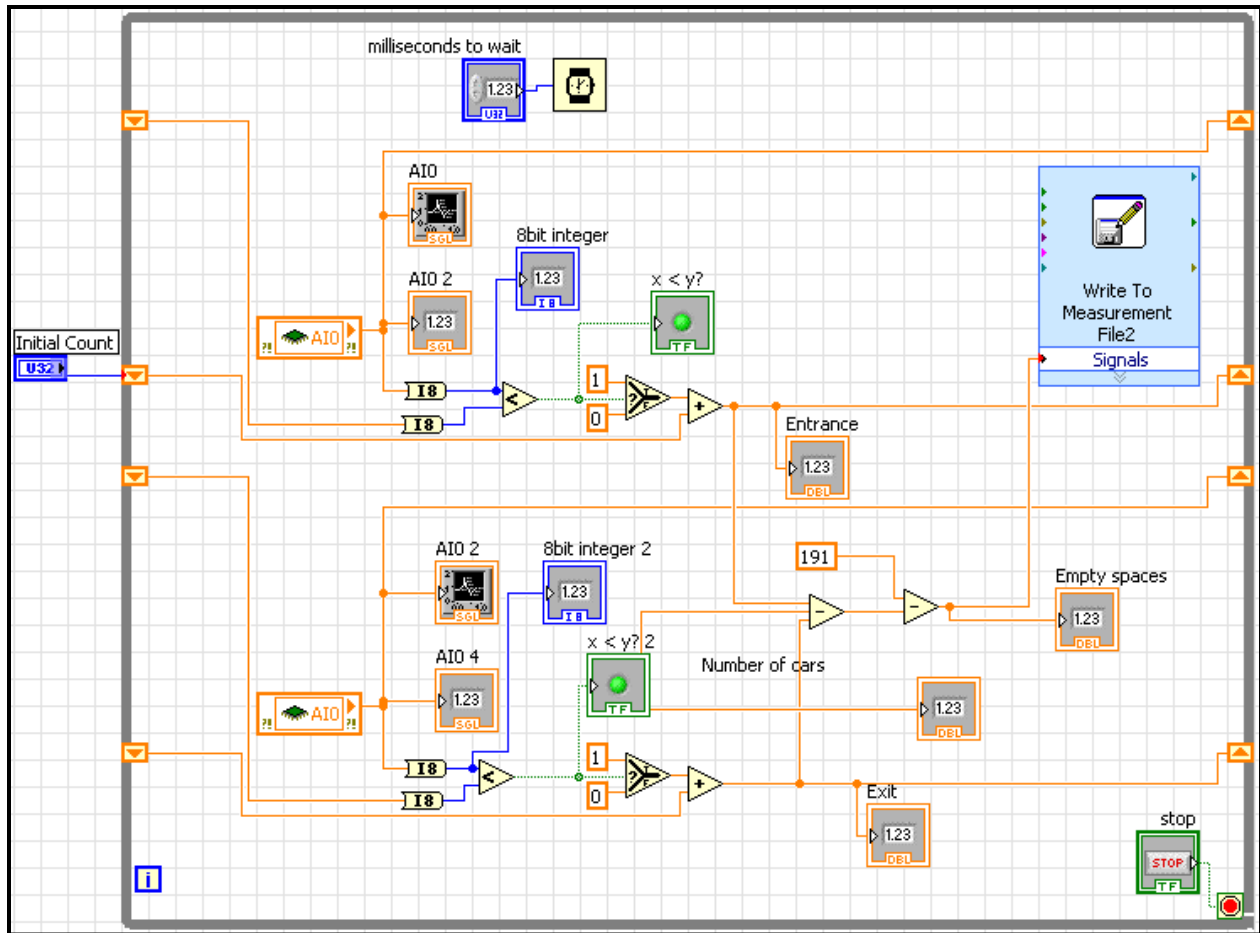 milliseconds to wait
1.23
U32
AI0
SGL
8bit integer
1.23
I8
AI0 2
1.23
SGL
x < y?
TF
Write To
Measurement
File2
Signals
Initial Count
U32
?! AI0 ?!
I8
<
1
? T F
0
+
I8
Entrance
1.23
DBL
AI0 2
SGL
8bit integer 2
1.23
I8
191
-
-
Empty spaces
1.23
DBL
x < y? 2
TF
Number of cars
1.23
DBL
AI0 4
1.23
SGL
?! AI0 ?!
I8
<
1
? T F
0
+
I8
Exit
1.23
DBL
stop
STOP
TF
i